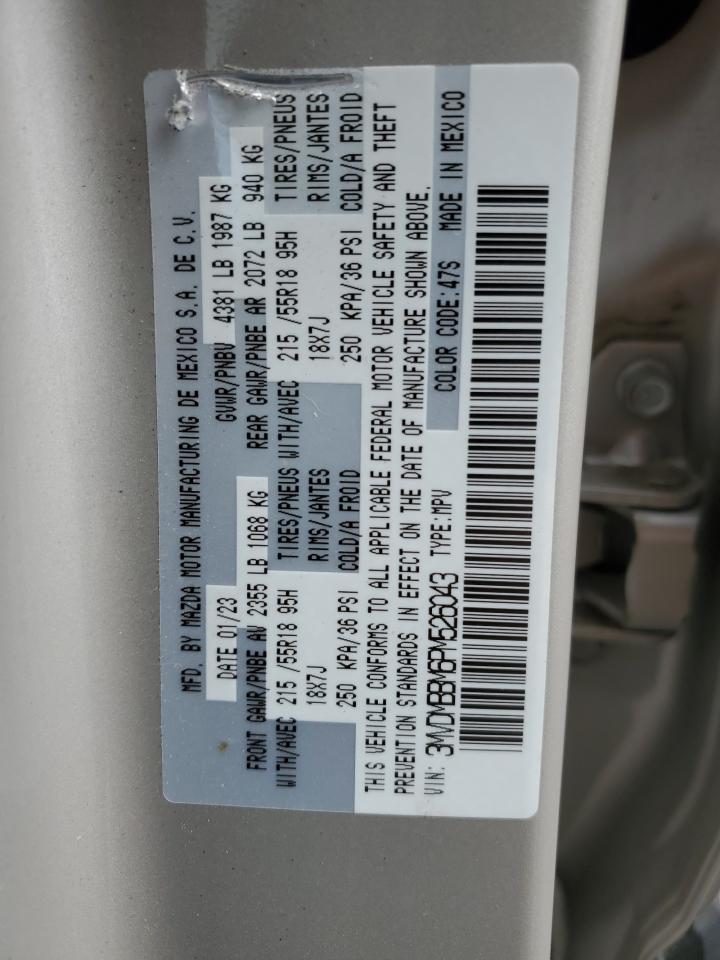 MFD. BY MAZDA MOTOR MANUFACTURING DE MEXICO S.A. DE C.V.
DATE 01/23 GVWR/PNBV 4381 LB 1987 KG
FRONT GAWR/PNBE AV 2355 LB 1068 KG REAR GAWR/PNBE AR 2072 LB 940 KG
WITH/AVEC 215 /55R18 95H TIRES/PNEUS WITH/AVEC 215 /55R18 95H TIRES/PNEUS
18X7J RIMS/JANTES 18X7J RIMS/JANTES
250 KPA/36 PSI COLD/A FROID 250 KPA/36 PSI COLD/A FROID
THIS VEHICLE CONFORMS TO ALL APPLICABLE FEDERAL MOTOR VEHICLE SAFETY AND THEFT
PREVENTION STANDARDS IN EFFECT ON THE DATE OF MANUFACTURE SHOWN ABOVE.
VIN: 3MVDMBBM6PM526043 TYPE:MPV COLOR CODE:47S MADE IN MEXICO